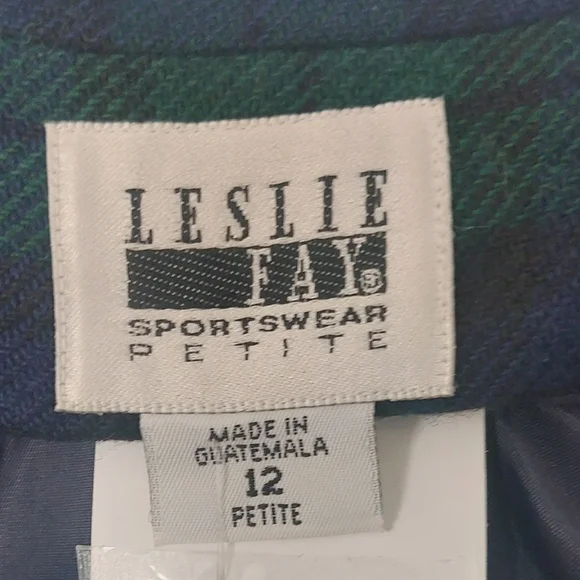 LESLIE
FAY®
SPORTSWEAR
PETITE
MADE IN
GUATEMALA
12
PETITE